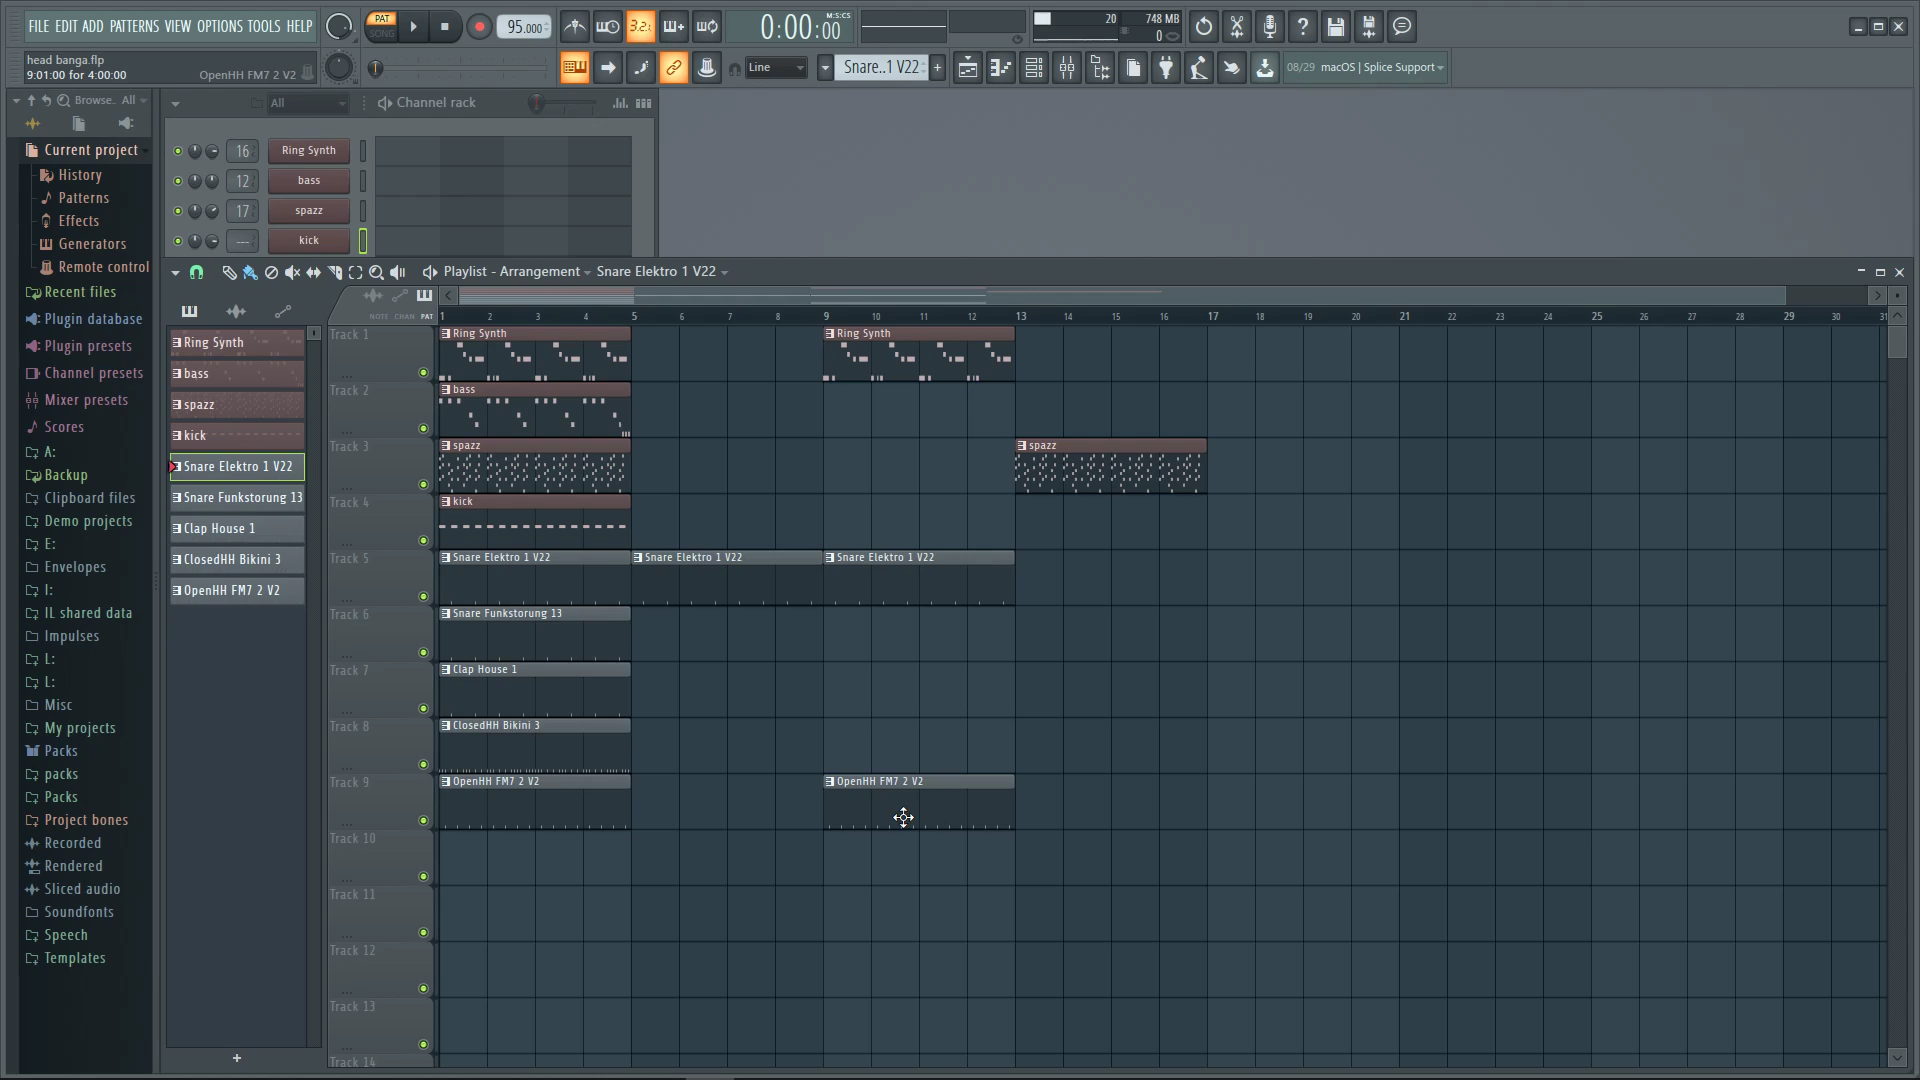 FILE EDIT ADD PATTERNS VIEW OPTIONS TOOLS HELP
PAT
SONG
95.000
3.2
0:00:00
M:S:CS
20
748 MB
0
head banga.flp
9:01:00 for 4:00:00
OpenHH FM7 2 V2
Line
Snare..1 V22
08/29 macOS | Splice Support
Browse..
All
All
Channel rack
16 Ring Synth
12 bass
17 spazz
--- kick
Current project
History
Patterns
Effects
Generators
Remote control
Recent files
Plugin database
Plugin presets
Channel presets
Mixer presets
Scores
A:
Backup
Clipboard files
Demo projects
E:
Envelopes
I:
IL shared data
Impulses
L:
L:
Misc
My projects
Packs
packs
Packs
Project bones
Recorded
Rendered
Sliced audio
Soundfonts
Speech
Templates
Playlist - Arrangement
Snare Elektro 1 V22
Ring Synth
bass
spazz
kick
Snare Elektro 1 V22
Snare Funkstorung 13
Clap House 1
ClosedHH Bikini 3
OpenHH FM7 2 V2
+
NOTE CHAN PAT
1 2 3 4 5 6 7 8 9 10 11 12 13 14 15 16 17 18 19 20 21 22 23 24 25 26 27 28 29 30 31
Track 1
Ring Synth
Ring Synth
Track 2
bass
Track 3
spazz
spazz
Track 4
kick
Track 5
Snare Elektro 1 V22
Snare Elektro 1 V22
Snare Elektro 1 V22
Track 6
Snare Funkstorung 13
Track 7
Clap House 1
Track 8
ClosedHH Bikini 3
Track 9
OpenHH FM7 2 V2
OpenHH FM7 2 V2
Track 10
Track 11
Track 12
Track 13
Track 14